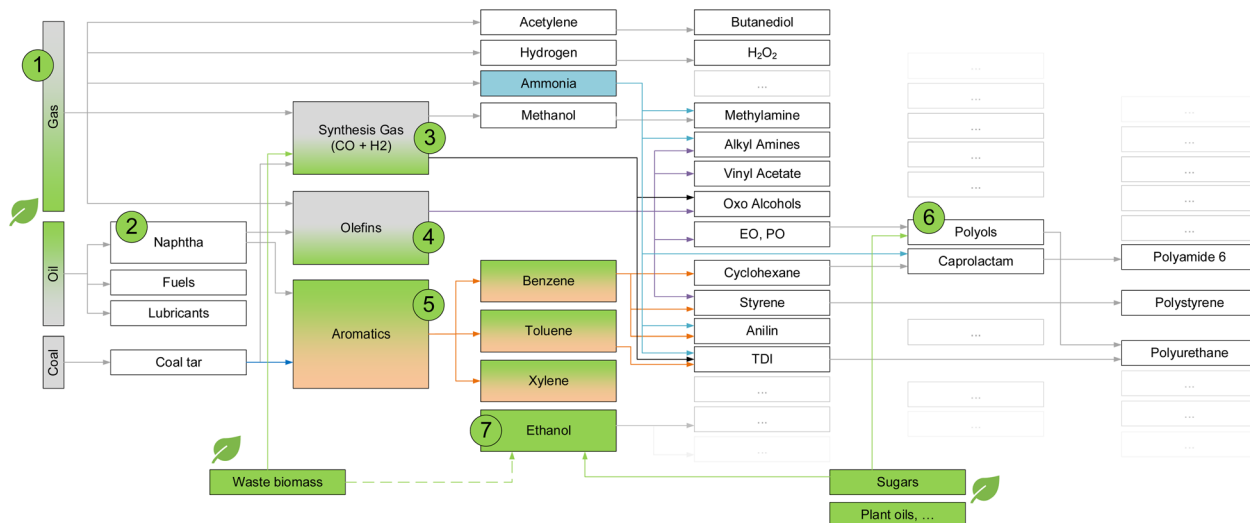 Acetylene
Butanediol
Hydrogen
H₂O₂
Ammonia
...
...
...
1
Gas
Synthesis Gas
(CO + H2)
3
Methanol
Methylamine
...
...
Alkyl Amines
...
...
Vinyl Acetate
...
...
Oxo Alcohols
...
2
Naphtha
Olefins
4
EO, PO
6
Polyols
...
Oil
Fuels
Lubricants
Benzene
Cyclohexane
Caprolactam
Polyamide 6
Aromatics
5
Toluene
Styrene
Polystyrene
Anilin
...
Coal
Coal tar
Xylene
TDI
Polyurethane
...
...
...
7
Ethanol
...
...
...
...
...
Waste biomass
Sugars
Plant oils, ...